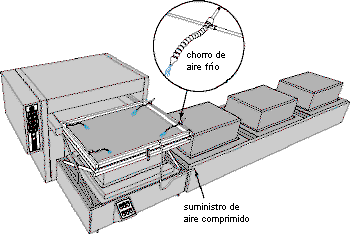 chorro de
aire frío
suministro de
aire comprimido